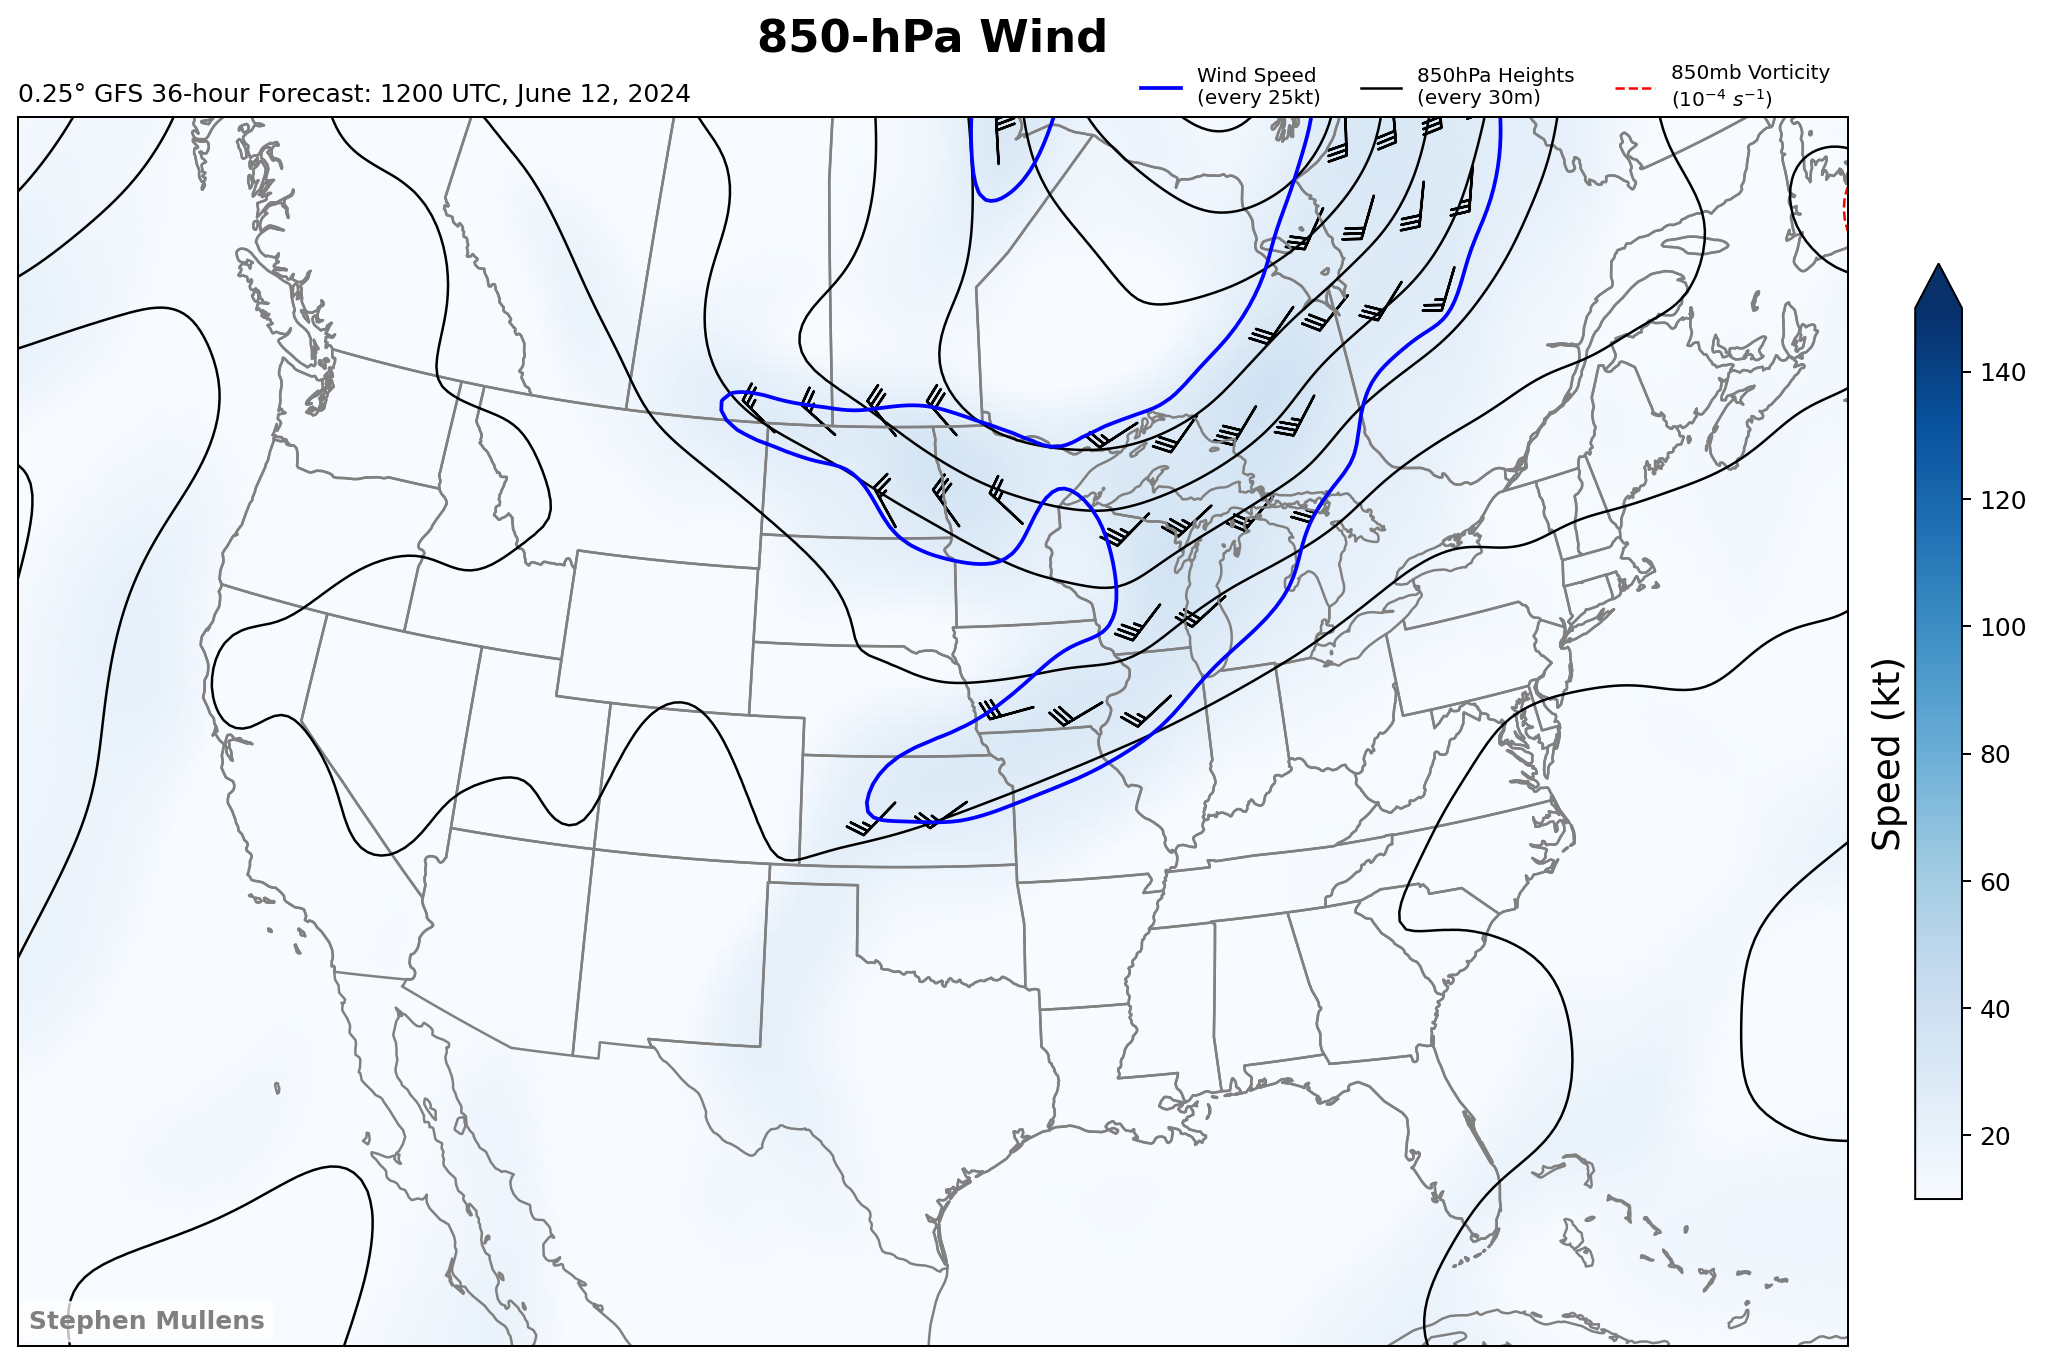 850-hPa Wind
0.25° GFS 36-hour Forecast: 1200 UTC, June 12, 2024
Wind Speed
(every 25kt)
850hPa Heights
(every 30m)
850mb Vorticity
(10⁻⁴ s⁻¹)
140
120
100
80
60
40
20
Speed (kt)
Stephen Mullens